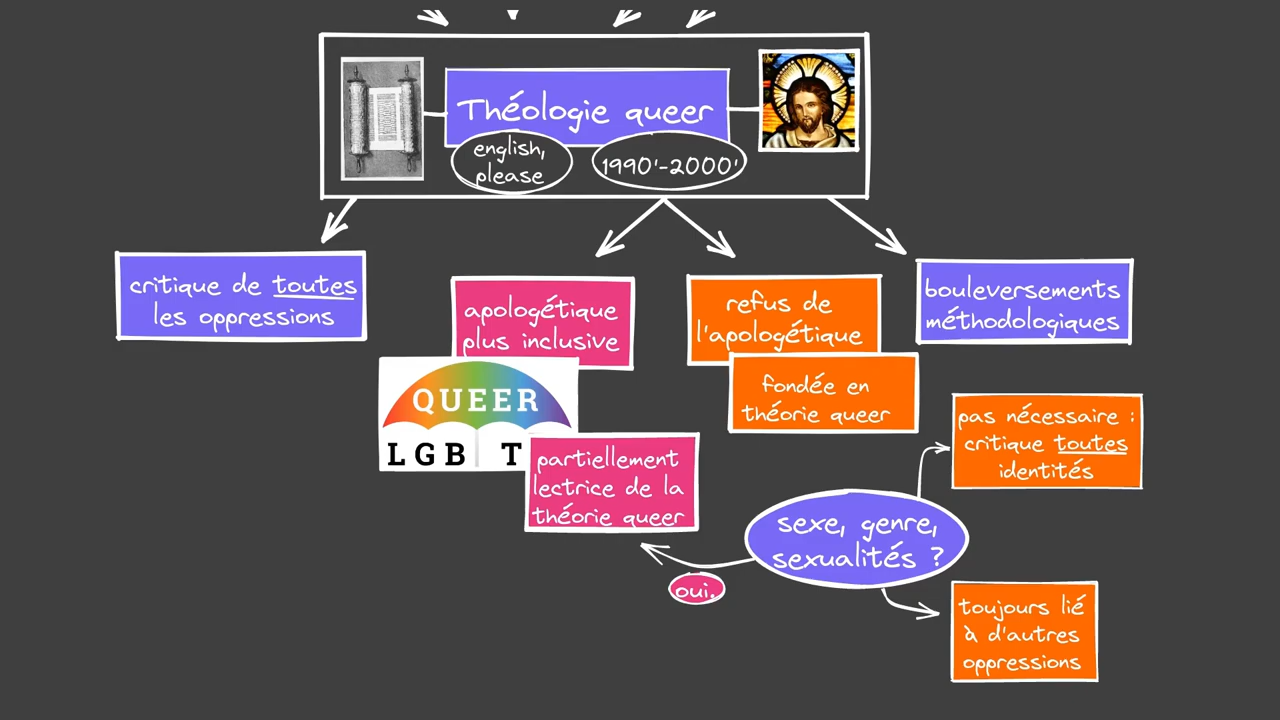 Théologie queer
english,
please
1990'-2000'
critique de toutes
les oppressions
apologétique
plus inclusive
QUEER
LGB T
partiellement
lectrice de la
théorie queer
refus de
l'apologétique
fondée en
théorie queer
bouleversements
méthodologiques
pas nécessaire :
critique toutes
identités
sexe, genre,
sexualités ?
oui.
toujours lié
à d'autres
oppressions